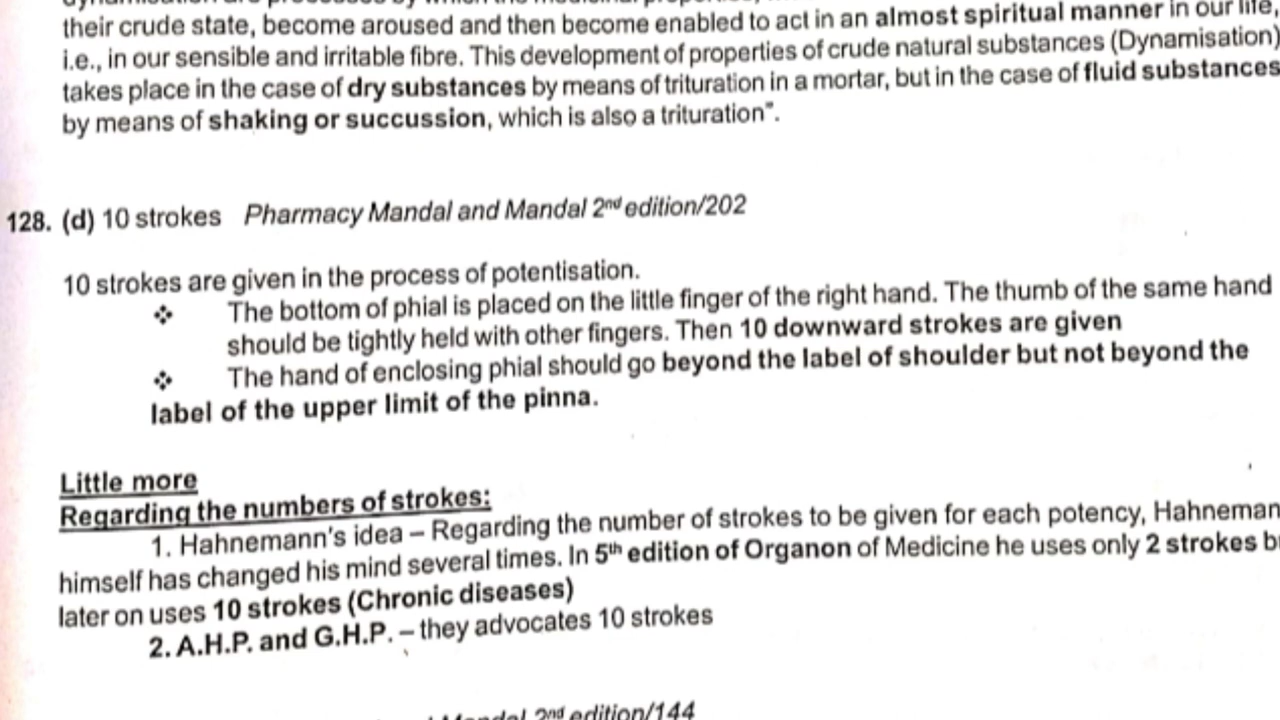 their crude state, become aroused and then become enabled to act in an almost spiritual manner in our life,
i.e., in our sensible and irritable fibre. This development of properties of crude natural substances (Dynamisation)
takes place in the case of dry substances by means of trituration in a mortar, but in the case of fluid substances
by means of shaking or succussion, which is also a trituration".
128. (d) 10 strokes Pharmacy Mandal and Mandal 2nd edition/202
10 strokes are given in the process of potentisation.
❖ The bottom of phial is placed on the little finger of the right hand. The thumb of the same hand
should be tightly held with other fingers. Then 10 downward strokes are given
❖ The hand of enclosing phial should go beyond the label of shoulder but not beyond the
label of the upper limit of the pinna.
Little more
Regarding the numbers of strokes:
1. Hahnemann's idea – Regarding the number of strokes to be given for each potency, Hahneman
himself has changed his mind several times. In 5th edition of Organon of Medicine he uses only 2 strokes
later on uses 10 strokes (Chronic diseases)
2. A.H.P. and G.H.P. – they advocates 10 strokes
Mandal 2nd edition/144